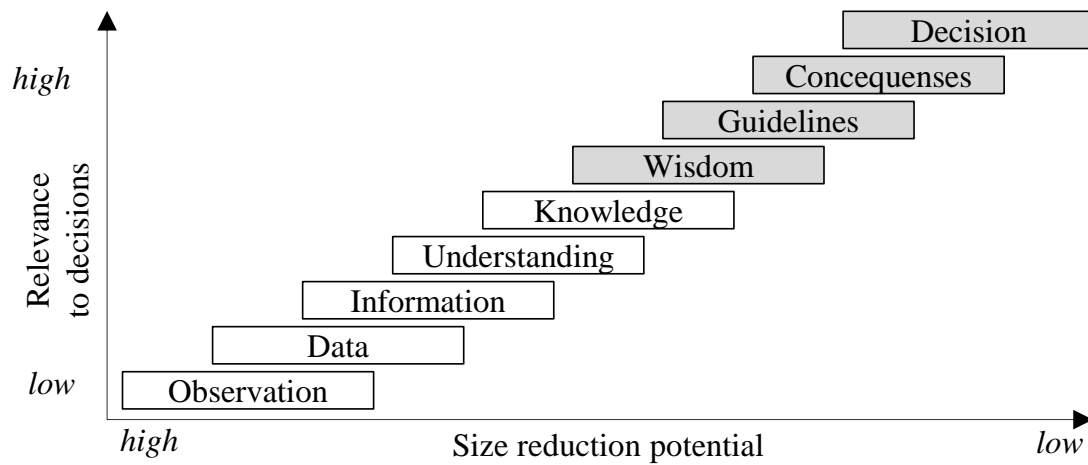 Decision
high
Concequenses
Guidelines
Wisdom
Knowledge
Understanding
Information
Data
Observation
Relevance
to decisions
low
high
Size reduction potential
low